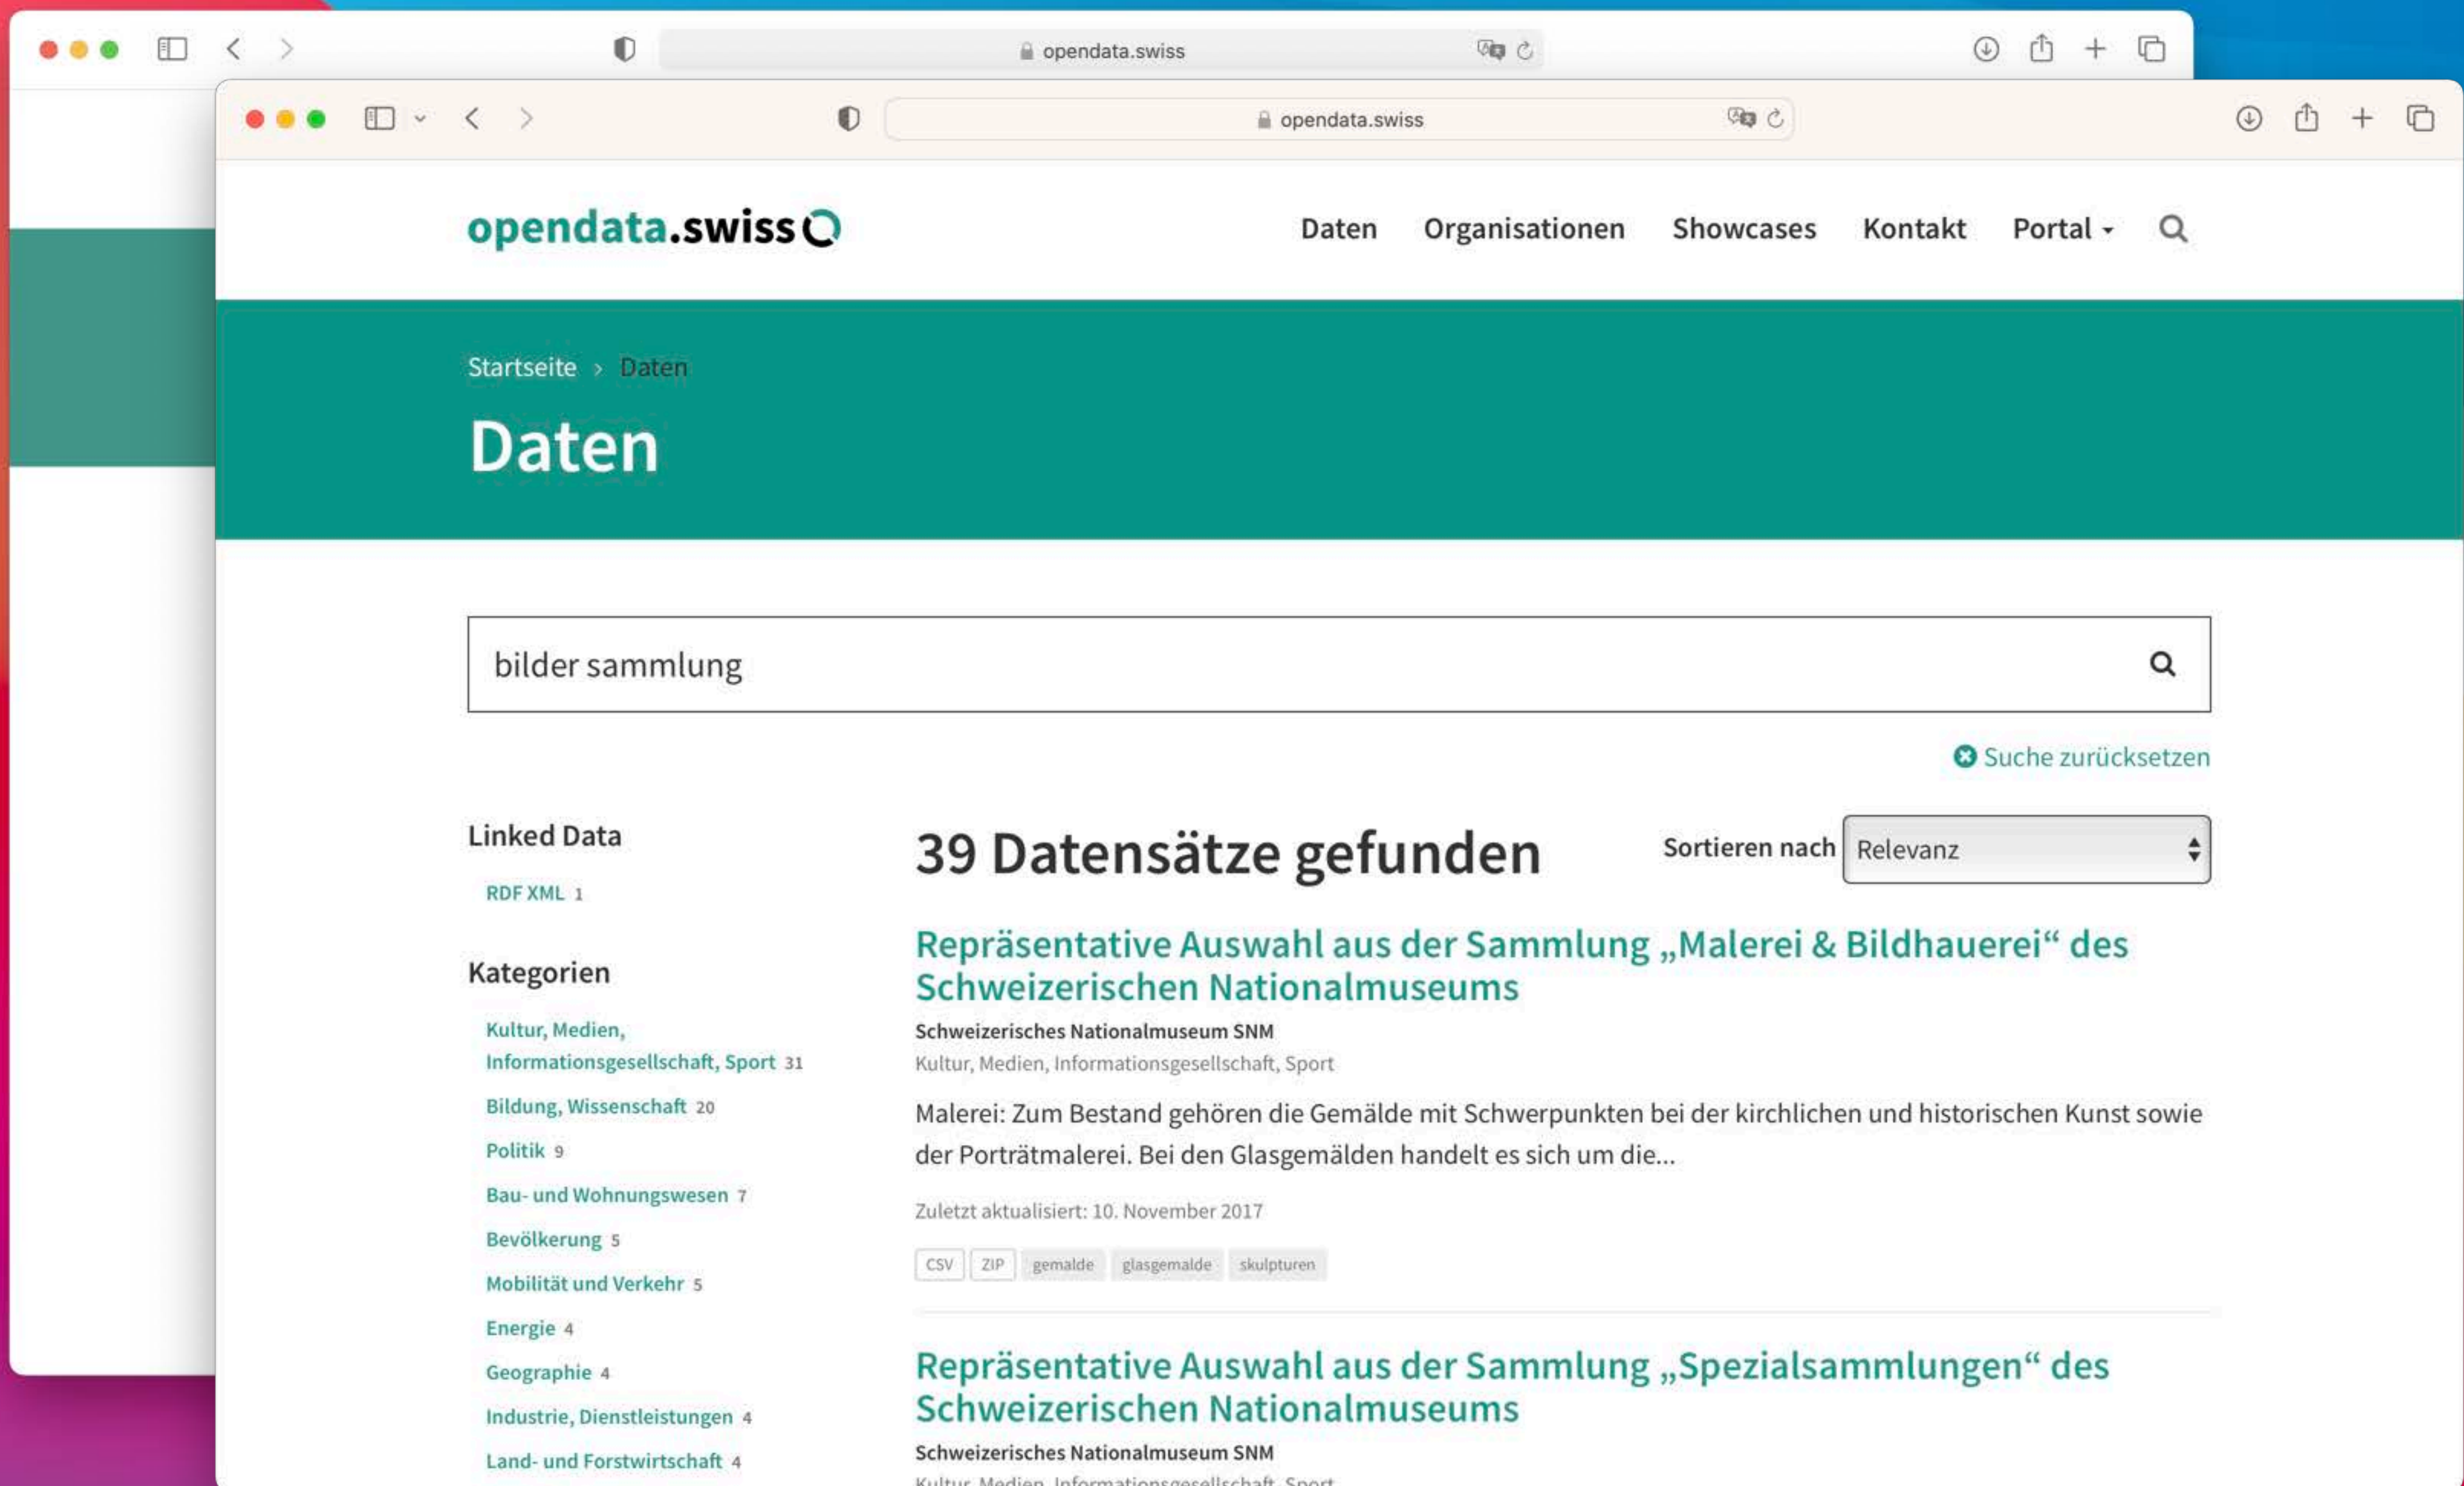 opendata.swiss
opendata.swiss
opendata.swiss
Daten Organisationen Showcases Kontakt Portal
Startseite › Daten
Daten
bilder sammlung
Suche zurücksetzen
Linked Data
RDF XML 1
Kategorien
Kultur, Medien,
Informationsgesellschaft, Sport 31
Bildung, Wissenschaft 20
Politik 9
Bau- und Wohnungswesen 7
Bevölkerung 5
Mobilität und Verkehr 5
Energie 4
Geographie 4
Industrie, Dienstleistungen 4
Land- und Forstwirtschaft 4
39 Datensätze gefunden
Sortieren nach Relevanz
Repräsentative Auswahl aus der Sammlung „Malerei & Bildhauerei“ des
Schweizerischen Nationalmuseums
Schweizerisches Nationalmuseum SNM
Kultur, Medien, Informationsgesellschaft, Sport
Malerei: Zum Bestand gehören die Gemälde mit Schwerpunkten bei der kirchlichen und historischen Kunst sowie
der Porträtmalerei. Bei den Glasgemälden handelt es sich um die...
Zuletzt aktualisiert: 10. November 2017
CSV ZIP gemalde glasgemalde skulpturen
Repräsentative Auswahl aus der Sammlung „Spezialsammlungen“ des
Schweizerischen Nationalmuseums
Schweizerisches Nationalmuseum SNM
Kultur, Medien, Informationsgesellschaft, Sport